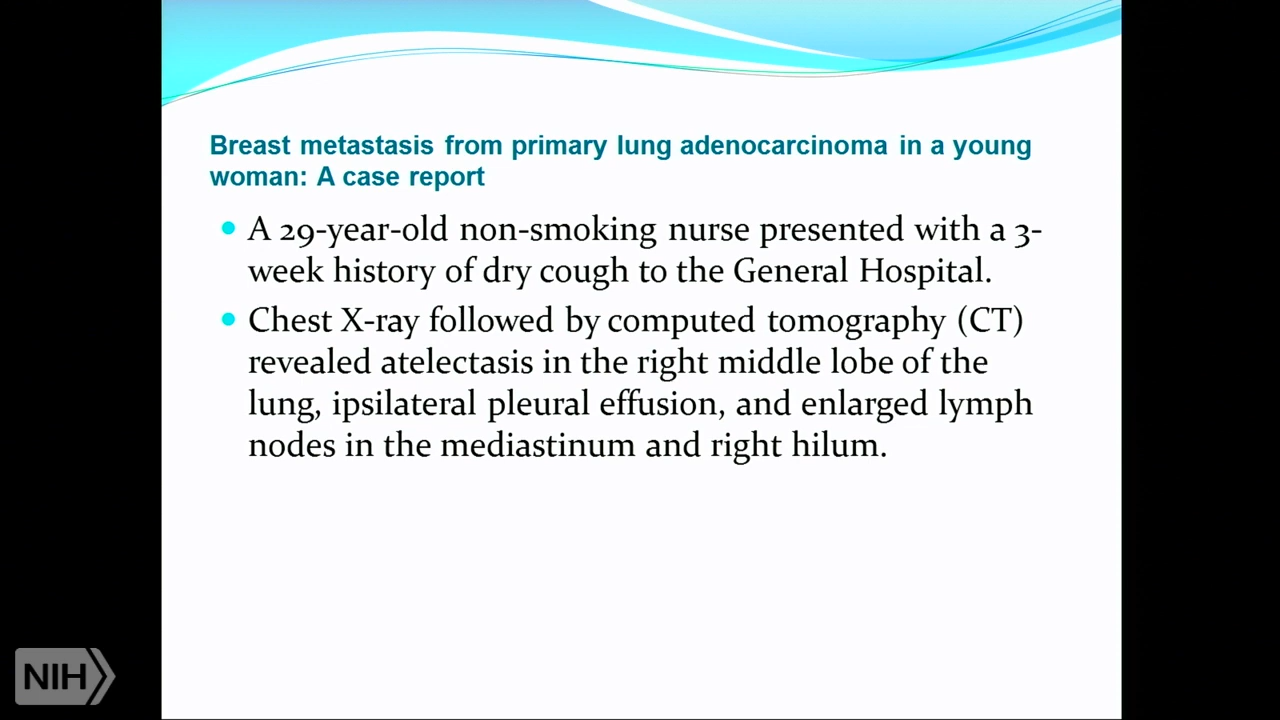 Breast metastasis from primary lung adenocarcinoma in a young
woman: A case report
A 29-year-old non-smoking nurse presented with a 3-
week history of dry cough to the General Hospital.
Chest X-ray followed by computed tomography (CT)
revealed atelectasis in the right middle lobe of the
lung, ipsilateral pleural effusion, and enlarged lymph
nodes in the mediastinum and right hilum.
NIH